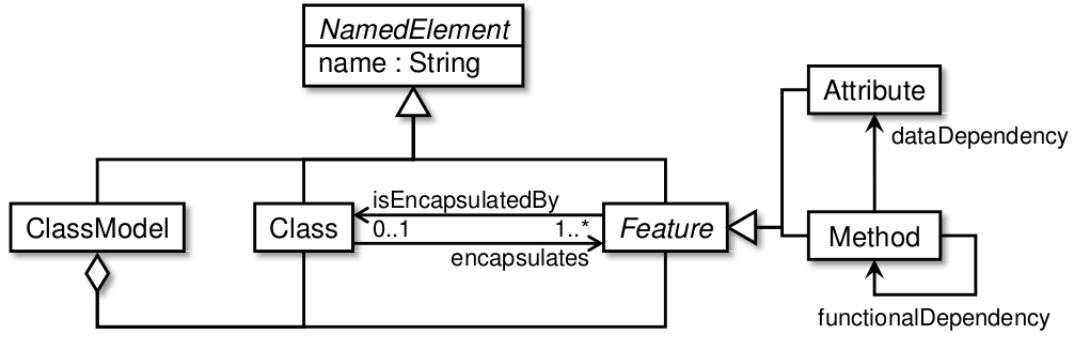 NamedElement
name : String
Attribute
dataDependency
isEncapsulatedBy
ClassModel
Class
0..1
1..*
Feature
Method
encapsulates
functionalDependency